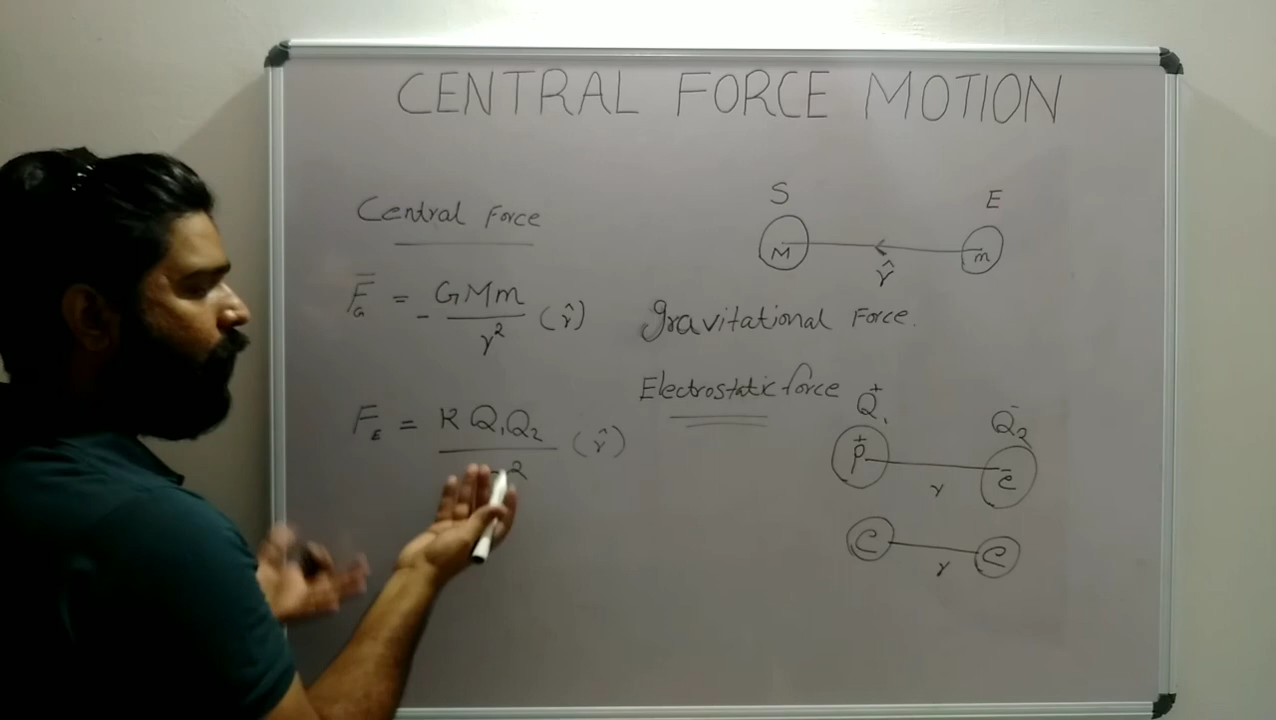 CENTRAL FORCE MOTION
Central Force
S E
M m
r̂
F̅_G = - GMm / r² (r̂)
Gravitational Force.
Electrostatic force
F_E = K Q₁Q₂ / r² (r̂)
Q₁⁺ Q₂⁻
p⁺ e⁻
r
e e
r